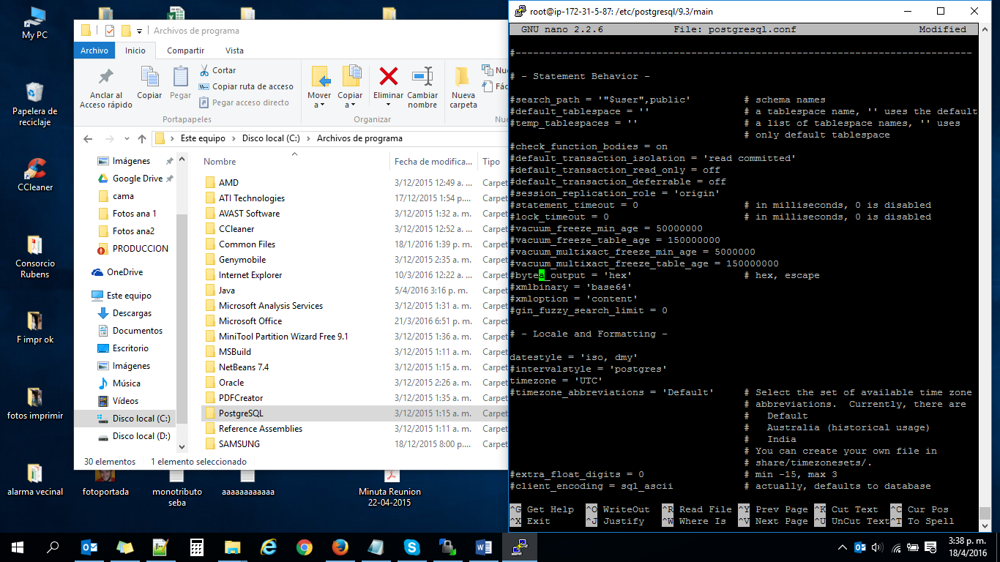 My PC
Papelera de
reciclaje
CCleaner
Consorcio
Rubens
F impr ok
fotos imprimir
alarma vecinal
fotoportada
monotributo
seba
aaaaaaaaaaaa
Minuta Reunion
22-04-2015
Archivos de programa
Archivo
Inicio
Compartir
Vista
Anclar al
Acceso rápido
Copiar
Pegar
Cortar
Copiar ruta de acceso
Pegar acceso directo
Portapapeles
Mover
a
Copiar
a
Eliminar
Cambiar
nombre
Organizar
Nueva
carpeta
Este equipo
Disco local (C:)
Archivos de programa
Imágenes
Google Drive
cama
Fotos ana 1
Fotos ana2
PRODUCCION
OneDrive
Este equipo
Descargas
Documentos
Escritorio
Imágenes
Música
Vídeos
Disco local (C:)
Disco local (D:)
Nombre Fecha de modifica... Tipo
AMD 3/12/2015 12:49 a. ... Carpet
ATI Technologies 17/12/2015 1:54 p.... Carpet
AVAST Software 3/12/2015 1:32 a. m. Carpet
CCleaner 3/12/2015 12:52 a. ... Carpet
Common Files 18/1/2016 1:39 p. m. Carpet
Genymobile 3/12/2015 2:35 a. m. Carpet
Internet Explorer 10/3/2016 12:22 a. ... Carpet
Java 5/4/2016 3:16 p. m. Carpet
Microsoft Analysis Services 3/12/2015 1:31 a. m. Carpet
Microsoft Office 21/3/2016 6:51 p. m. Carpet
MiniTool Partition Wizard Free 9.1 3/12/2015 1:36 a. m. Carpet
MSBuild 3/12/2015 1:11 a. m. Carpet
NetBeans 7.4 3/12/2015 1:15 a. m. Carpet
Oracle 3/12/2015 2:26 a. m. Carpet
PDFCreator 3/12/2015 1:35 a. m. Carpet
PostgreSQL 3/12/2015 1:15 a. m. Carpet
Reference Assemblies 3/12/2015 1:11 a. m. Carpet
SAMSUNG 18/12/2015 8:00 p.... Carpet
30 elementos 1 elemento seleccionado
root@ip-172-31-5-87: /etc/postgresql/9.3/main
GNU nano 2.2.6 File: postgresql.conf Modified
#------------------------------------------------------------------------------
# - Statement Behavior -
#search_path = '"$user",public' # schema names
#default_tablespace = '' # a tablespace name, '' uses the default
#temp_tablespaces = '' # a list of tablespace names, '' uses
# only default tablespace
#check_function_bodies = on
#default_transaction_isolation = 'read committed'
#default_transaction_read_only = off
#default_transaction_deferrable = off
#session_replication_role = 'origin'
#statement_timeout = 0 # in milliseconds, 0 is disabled
#lock_timeout = 0 # in milliseconds, 0 is disabled
#vacuum_freeze_min_age = 50000000
#vacuum_freeze_table_age = 150000000
#vacuum_multixact_freeze_min_age = 5000000
#vacuum_multixact_freeze_table_age = 150000000
#bytea_output = 'hex' # hex, escape
#xmlbinary = 'base64'
#xmloption = 'content'
#gin_fuzzy_search_limit = 0
# - Locale and Formatting -
datestyle = 'iso, dmy'
#intervalstyle = 'postgres'
timezone = 'UTC'
#timezone_abbreviations = 'Default' # Select the set of available time zone
# abbreviations. Currently, there are
# Default
# Australia (historical usage)
# India
# You can create your own file in
# share/timezonesets/.
#extra_float_digits = 0 # min -15, max 3
#client_encoding = sql_ascii # actually, defaults to database
^G Get Help ^O WriteOut ^R Read File ^Y Prev Page ^K Cut Text ^C Cur Pos
^X Exit ^J Justify ^W Where Is ^V Next Page ^U UnCut Text ^T To Spell
3:38 p. m.
18/4/2016